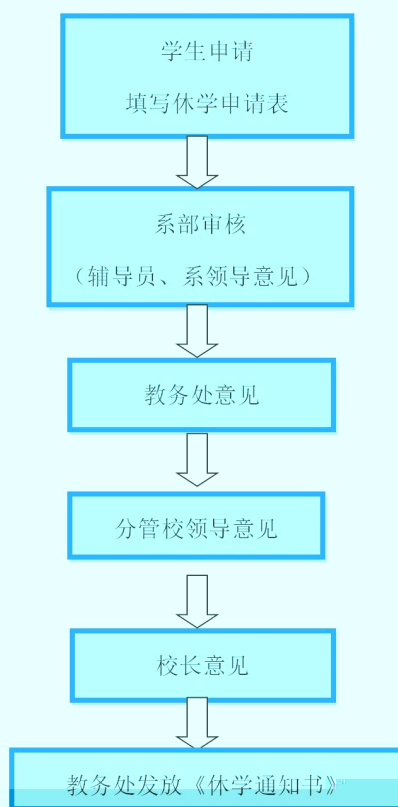 学生申请
填写休学申请表
系部审核
（辅导员、系领导意见）
教务处意见
分管校领导意见
校长意见
教务处发放《休学通知书》